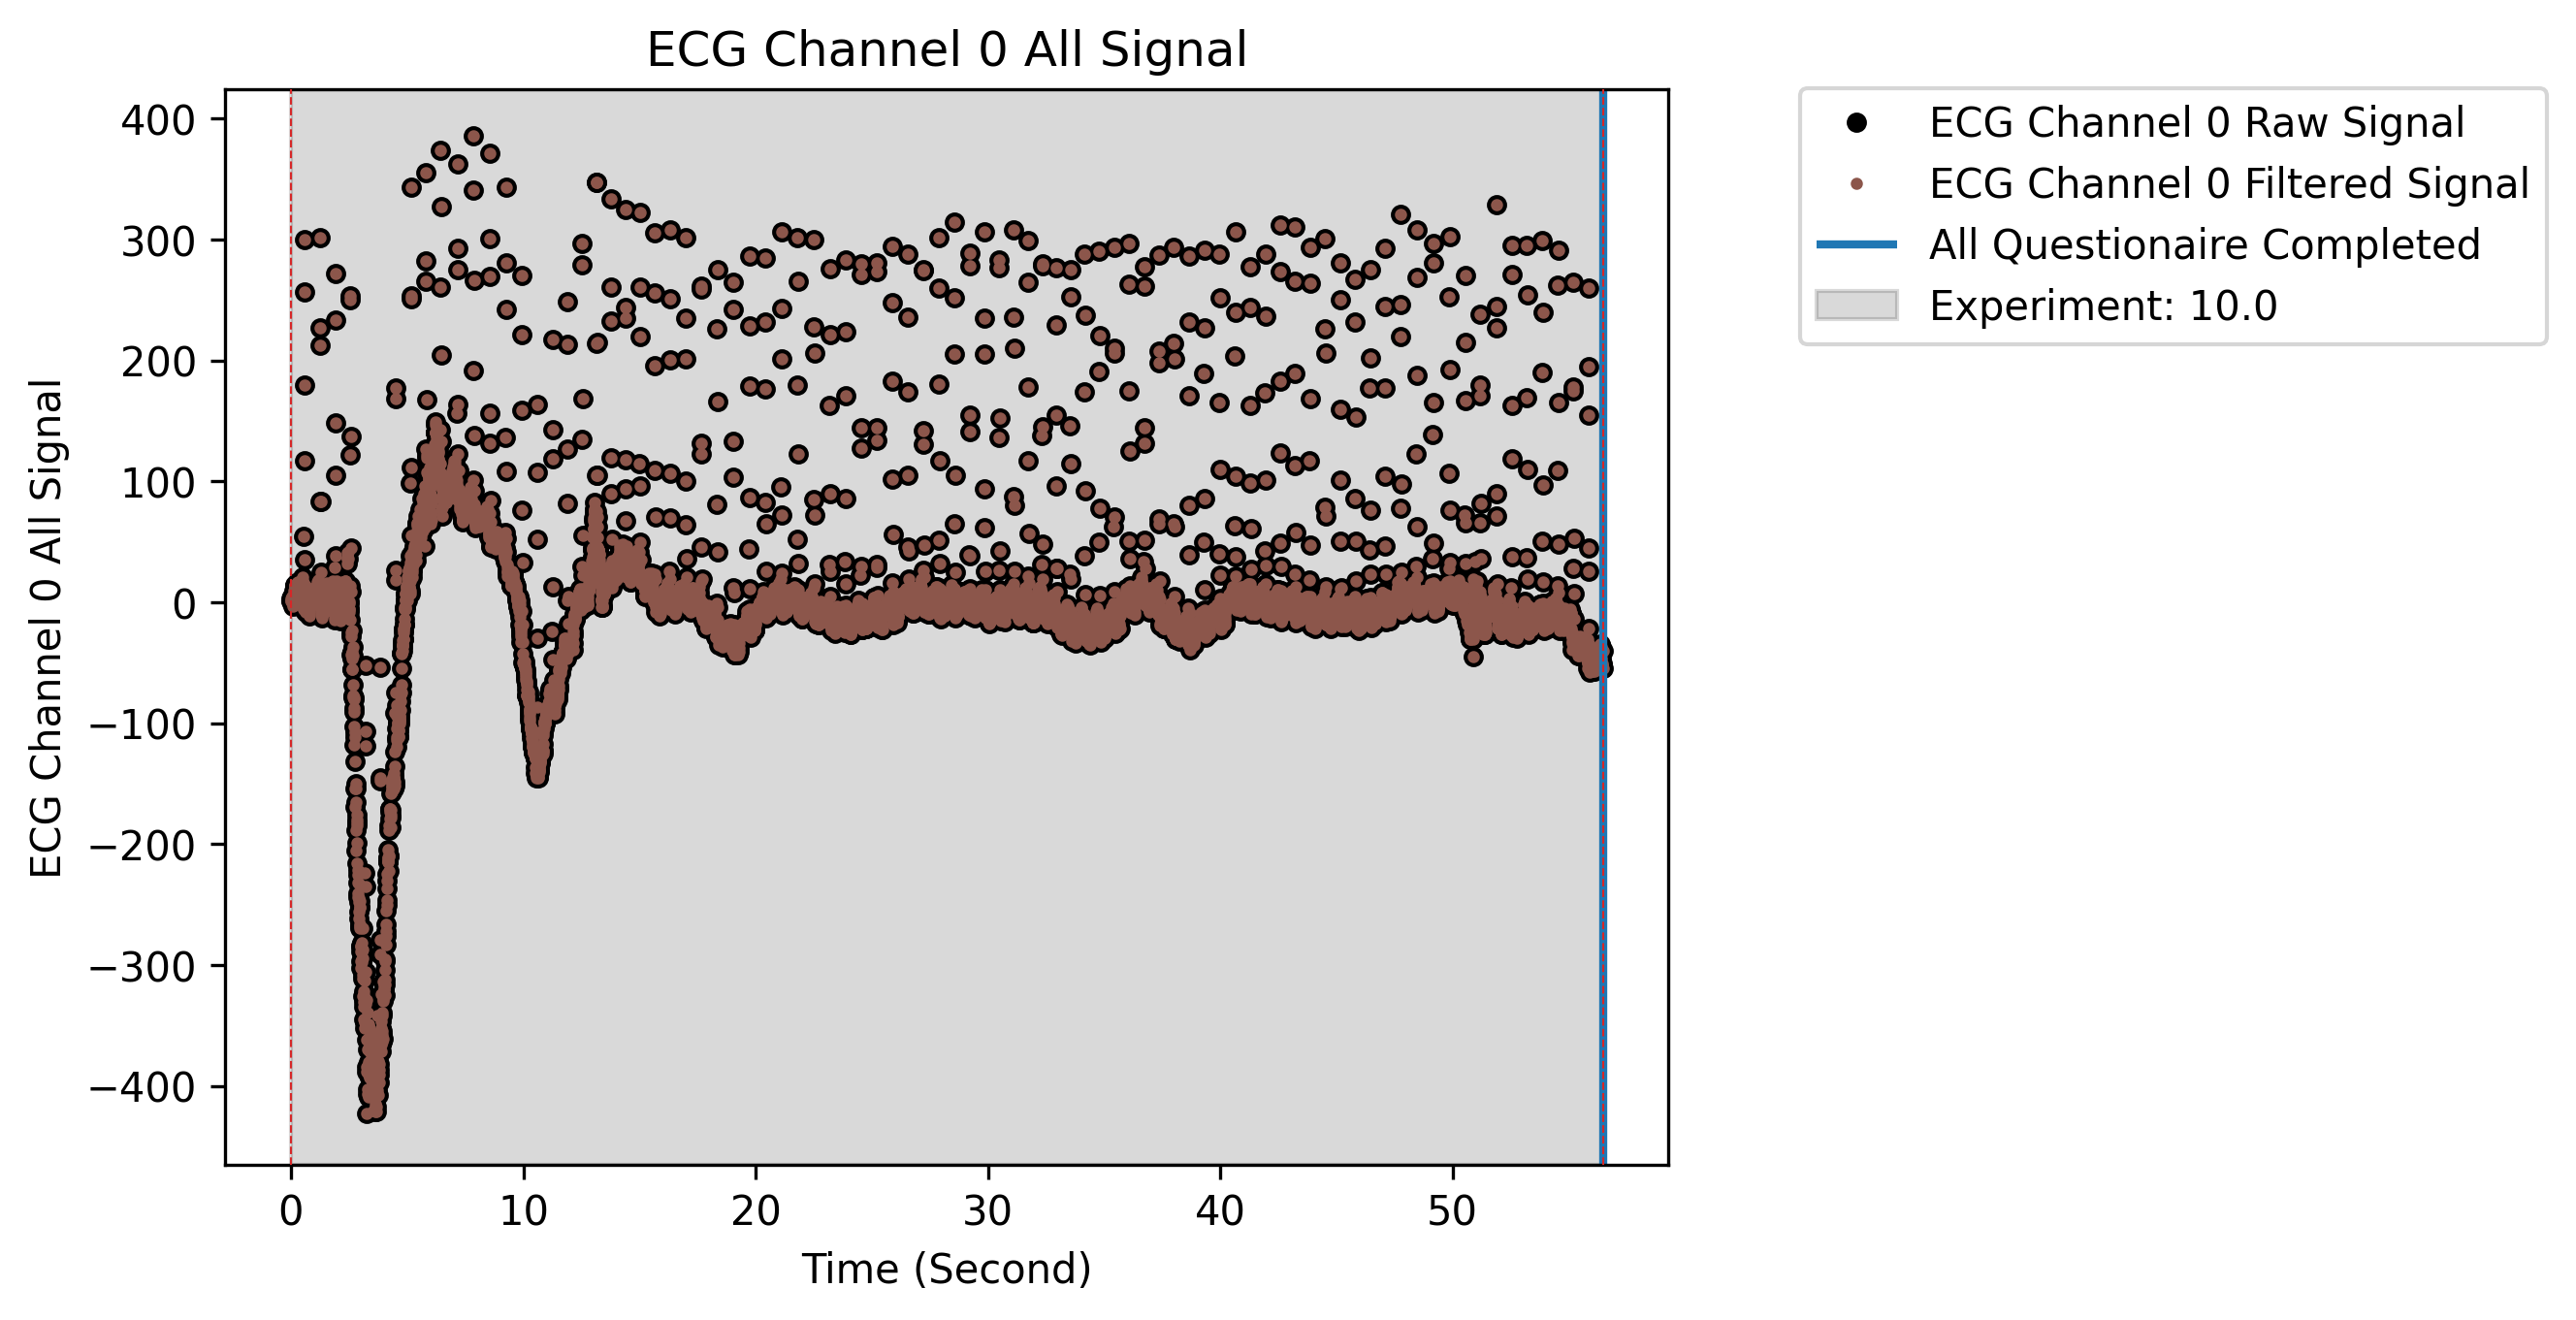 ECG Channel 0 All Signal
ECG Channel 0 All Signal
400
300
200
100
0
−100
−200
−300
−400
0 10 20 30 40 50
Time (Second)
ECG Channel 0 Raw Signal
ECG Channel 0 Filtered Signal
All Questionaire Completed
Experiment: 10.0